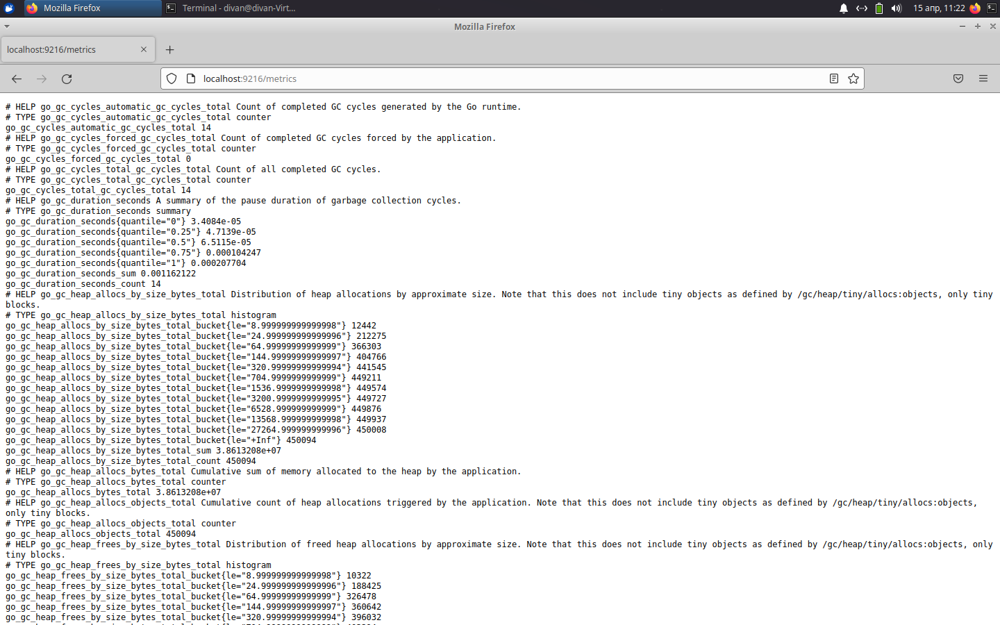 Mozilla Firefox
Terminal - divan@divan-Virt...
15 апр, 11:22
Mozilla Firefox
localhost:9216/metrics
localhost:9216/metrics
# HELP go_gc_cycles_automatic_gc_cycles_total Count of completed GC cycles generated by the Go runtime.
# TYPE go_gc_cycles_automatic_gc_cycles_total counter
go_gc_cycles_automatic_gc_cycles_total 14
# HELP go_gc_cycles_forced_gc_cycles_total Count of completed GC cycles forced by the application.
# TYPE go_gc_cycles_forced_gc_cycles_total counter
go_gc_cycles_forced_gc_cycles_total 0
# HELP go_gc_cycles_total_gc_cycles_total Count of all completed GC cycles.
# TYPE go_gc_cycles_total_gc_cycles_total counter
go_gc_cycles_total_gc_cycles_total 14
# HELP go_gc_duration_seconds A summary of the pause duration of garbage collection cycles.
# TYPE go_gc_duration_seconds summary
go_gc_duration_seconds{quantile="0"} 3.4084e-05
go_gc_duration_seconds{quantile="0.25"} 4.7139e-05
go_gc_duration_seconds{quantile="0.5"} 6.5115e-05
go_gc_duration_seconds{quantile="0.75"} 0.000104247
go_gc_duration_seconds{quantile="1"} 0.000207704
go_gc_duration_seconds_sum 0.001162122
go_gc_duration_seconds_count 14
# HELP go_gc_heap_allocs_by_size_bytes_total Distribution of heap allocations by approximate size. Note that this does not include tiny objects as defined by /gc/heap/tiny/allocs:objects, only tiny
blocks.
# TYPE go_gc_heap_allocs_by_size_bytes_total histogram
go_gc_heap_allocs_by_size_bytes_total_bucket{le="8.999999999999998"} 12442
go_gc_heap_allocs_by_size_bytes_total_bucket{le="24.999999999999996"} 212275
go_gc_heap_allocs_by_size_bytes_total_bucket{le="64.99999999999999"} 366303
go_gc_heap_allocs_by_size_bytes_total_bucket{le="144.99999999999997"} 404766
go_gc_heap_allocs_by_size_bytes_total_bucket{le="320.99999999999994"} 441545
go_gc_heap_allocs_by_size_bytes_total_bucket{le="704.9999999999999"} 449211
go_gc_heap_allocs_by_size_bytes_total_bucket{le="1536.9999999999998"} 449574
go_gc_heap_allocs_by_size_bytes_total_bucket{le="3200.9999999999995"} 449727
go_gc_heap_allocs_by_size_bytes_total_bucket{le="6528.999999999999"} 449876
go_gc_heap_allocs_by_size_bytes_total_bucket{le="13568.999999999998"} 449937
go_gc_heap_allocs_by_size_bytes_total_bucket{le="27264.999999999996"} 450008
go_gc_heap_allocs_by_size_bytes_total_bucket{le="+Inf"} 450094
go_gc_heap_allocs_by_size_bytes_total_sum 3.8613208e+07
go_gc_heap_allocs_by_size_bytes_total_count 450094
# HELP go_gc_heap_allocs_bytes_total Cumulative sum of memory allocated to the heap by the application.
# TYPE go_gc_heap_allocs_bytes_total counter
go_gc_heap_allocs_bytes_total 3.8613208e+07
# HELP go_gc_heap_allocs_objects_total Cumulative count of heap allocations triggered by the application. Note that this does not include tiny objects as defined by /gc/heap/tiny/allocs:objects,
only tiny blocks.
# TYPE go_gc_heap_allocs_objects_total counter
go_gc_heap_allocs_objects_total 450094
# HELP go_gc_heap_frees_by_size_bytes_total Distribution of freed heap allocations by approximate size. Note that this does not include tiny objects as defined by /gc/heap/tiny/allocs:objects, only
tiny blocks.
# TYPE go_gc_heap_frees_by_size_bytes_total histogram
go_gc_heap_frees_by_size_bytes_total_bucket{le="8.999999999999998"} 10322
go_gc_heap_frees_by_size_bytes_total_bucket{le="24.999999999999996"} 188425
go_gc_heap_frees_by_size_bytes_total_bucket{le="64.99999999999999"} 326478
go_gc_heap_frees_by_size_bytes_total_bucket{le="144.99999999999997"} 360642
go_gc_heap_frees_by_size_bytes_total_bucket{le="320.99999999999994"} 396032